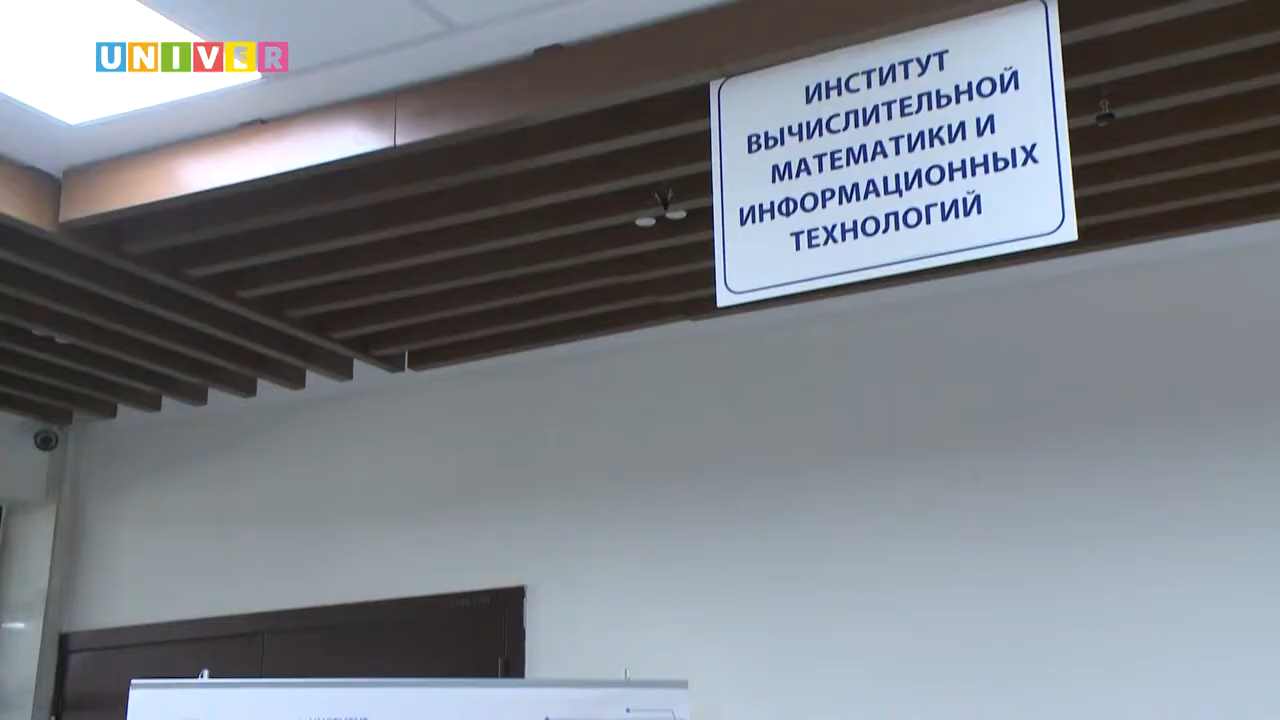 UNIVER
ИНСТИТУТ
ВЫЧИСЛИТЕЛЬНОЙ
МАТЕМАТИКИ И
ИНФОРМАЦИОННЫХ
ТЕХНОЛОГИЙ